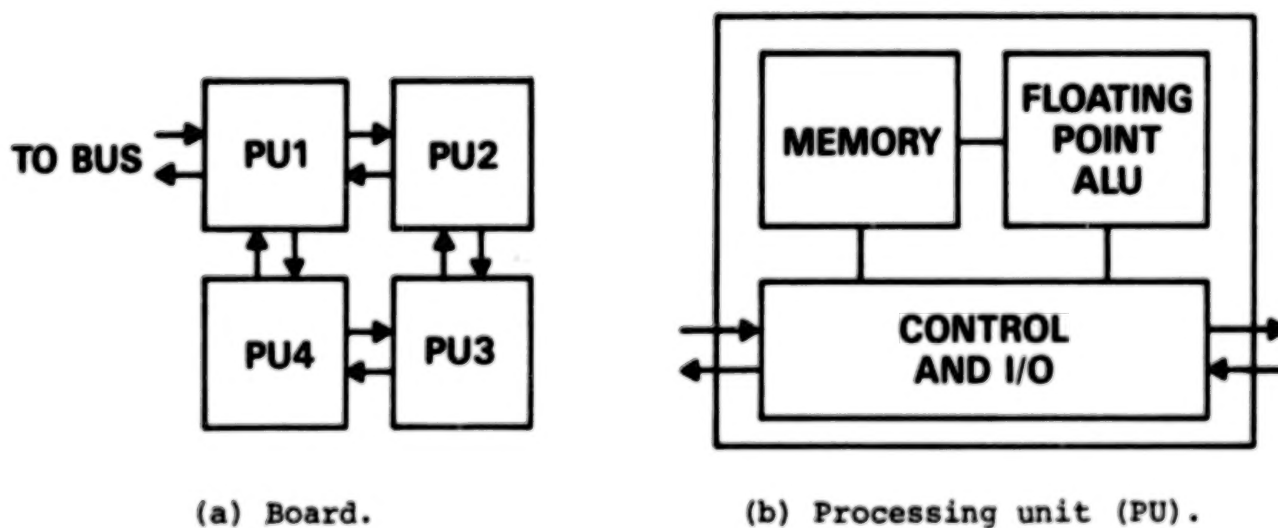 TO BUS
PU1
PU2
PU4
PU3
(a) Board.
MEMORY
FLOATING
POINT
ALU
CONTROL
AND I/O
(b) Processing unit (PU).